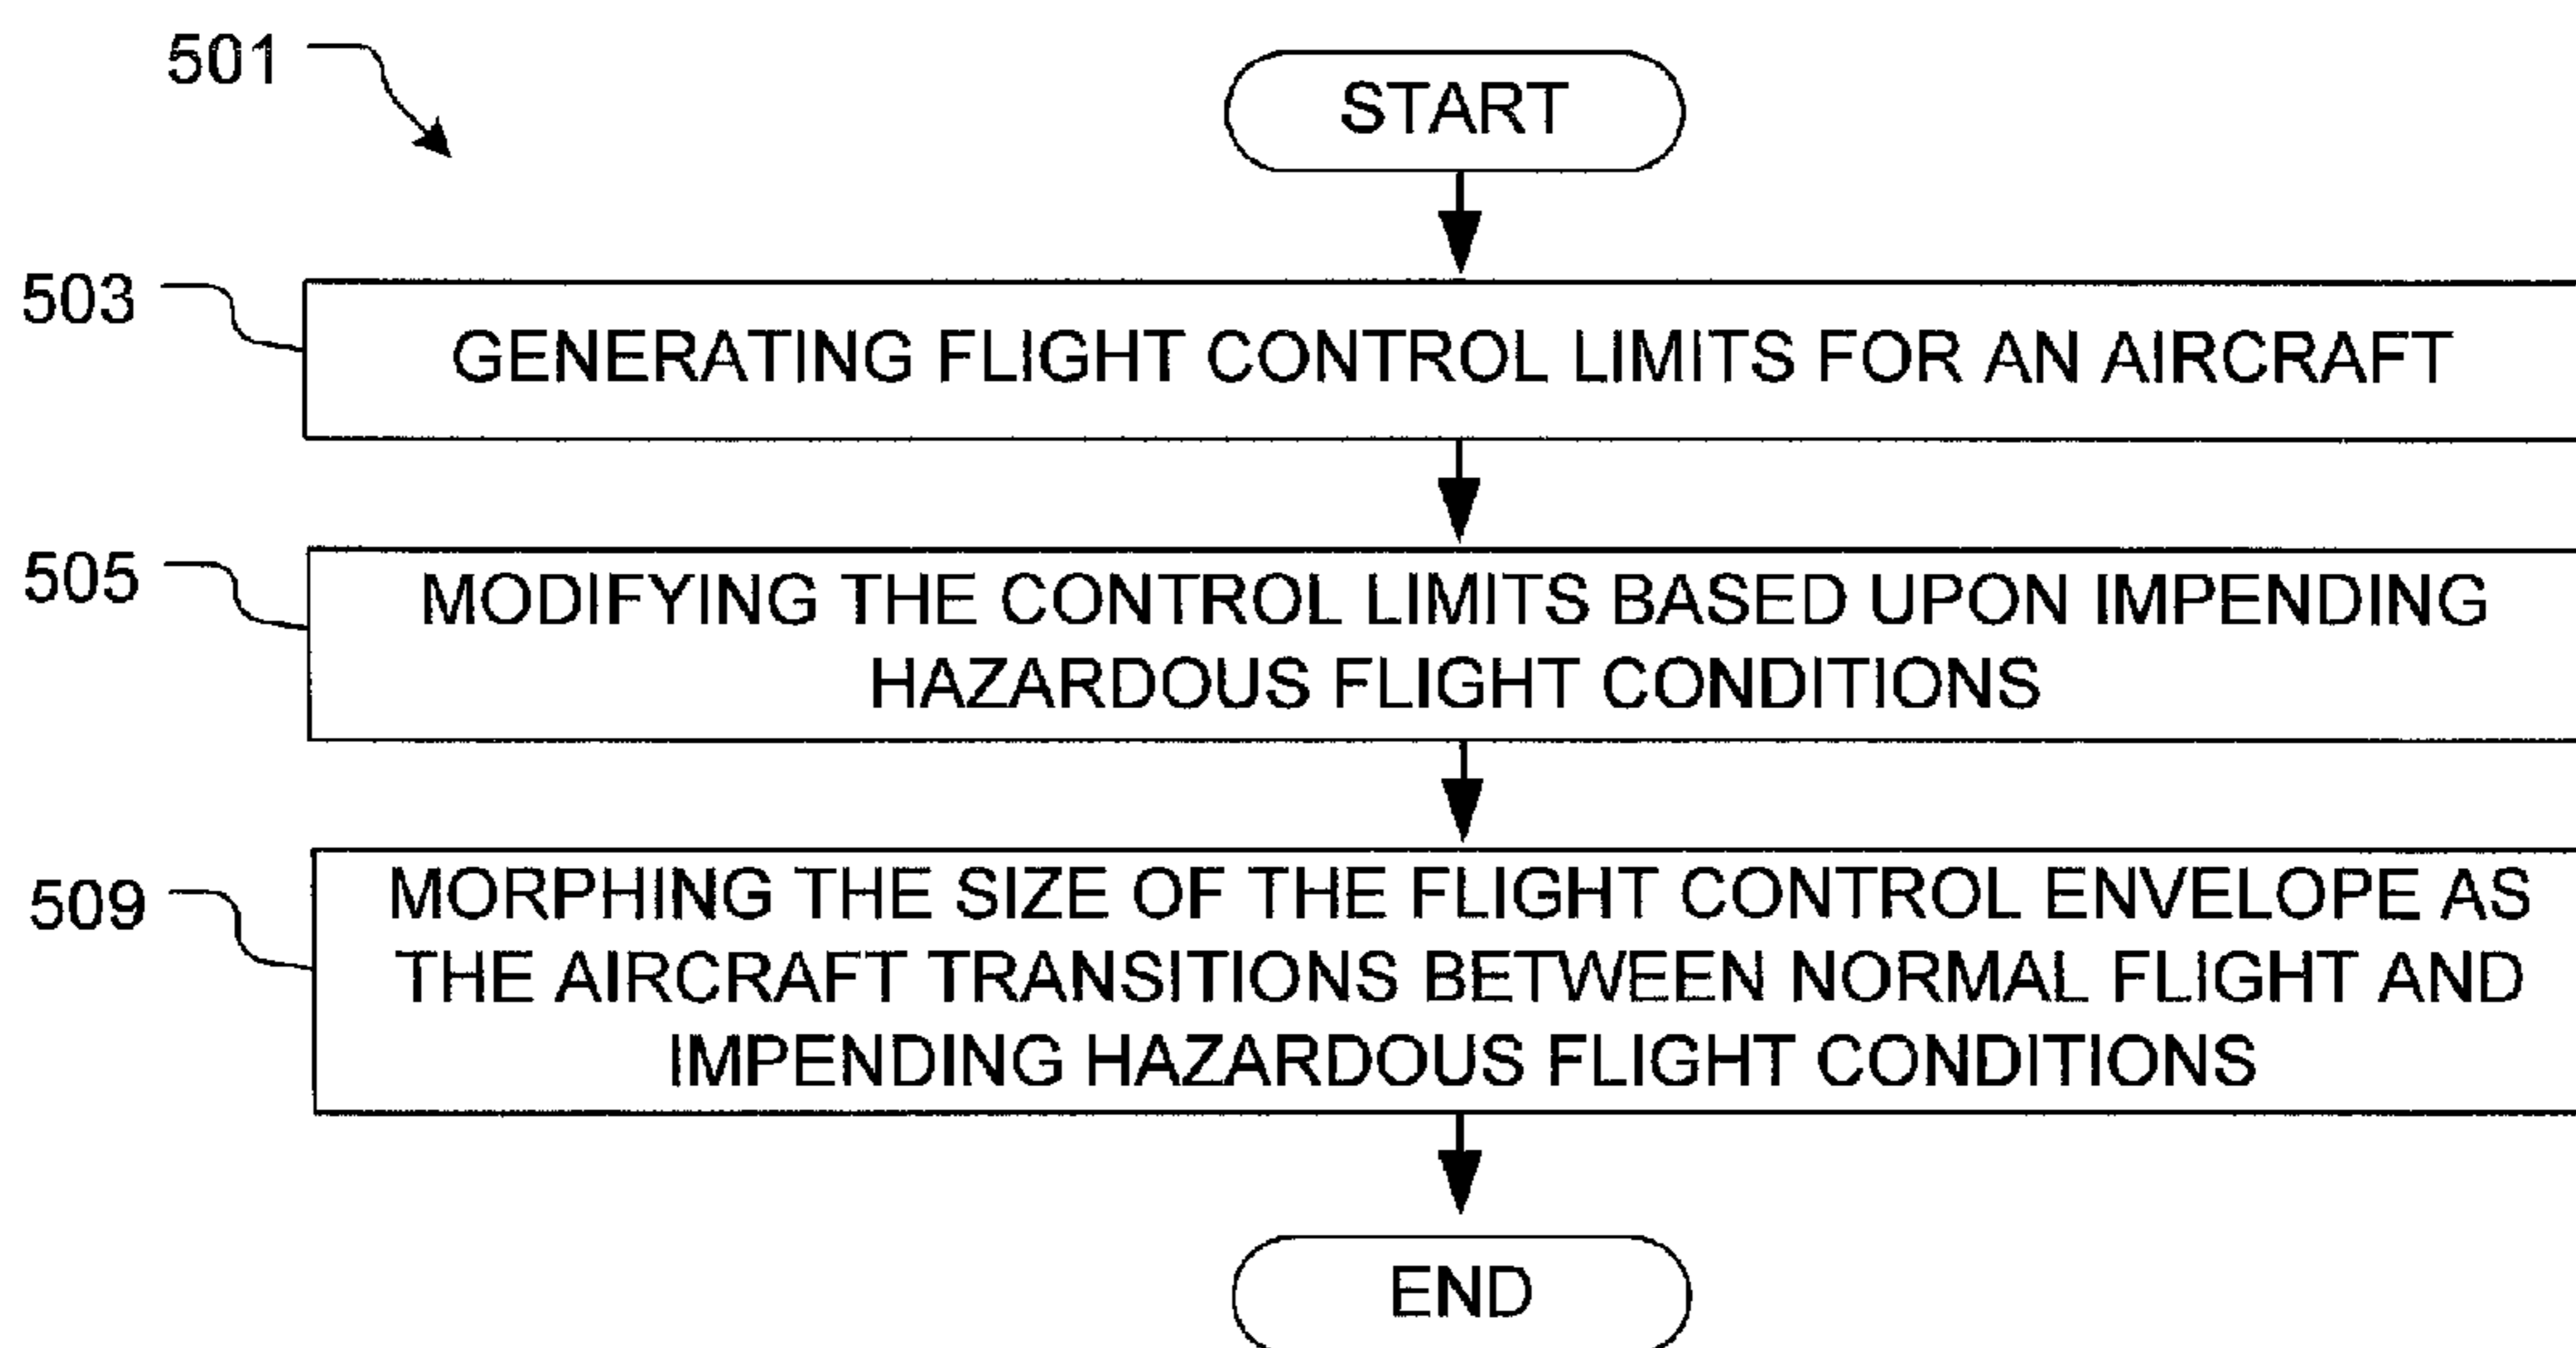 501
START
503
GENERATING FLIGHT CONTROL LIMITS FOR AN AIRCRAFT
505
MODIFYING THE CONTROL LIMITS BASED UPON IMPENDING
HAZARDOUS FLIGHT CONDITIONS
509
MORPHING THE SIZE OF THE FLIGHT CONTROL ENVELOPE AS
THE AIRCRAFT TRANSITIONS BETWEEN NORMAL FLIGHT AND
IMPENDING HAZARDOUS FLIGHT CONDITIONS
END